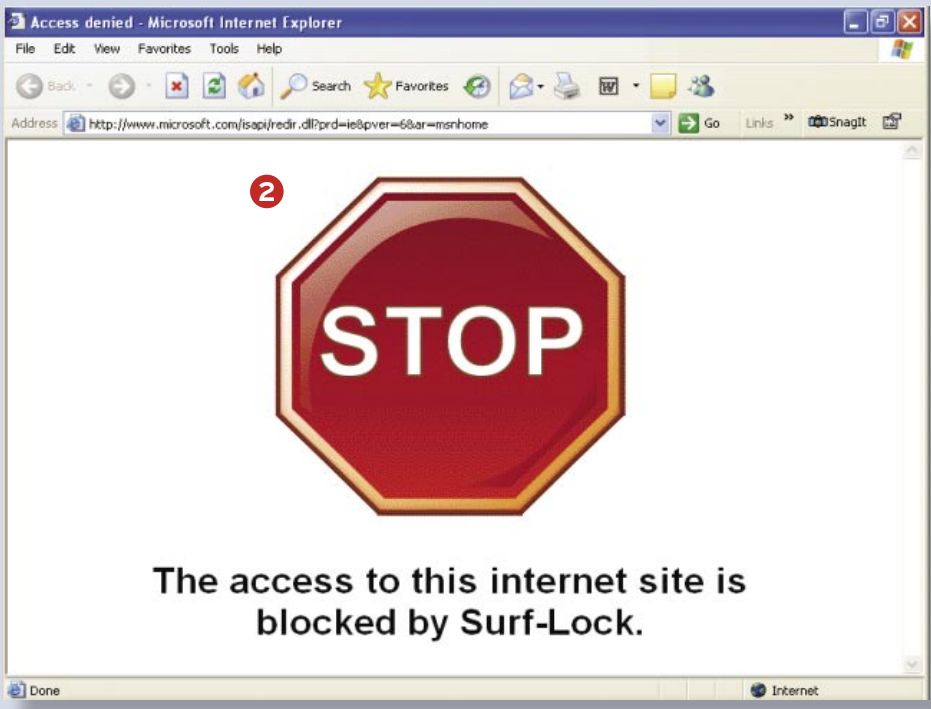 Access denied - Microsoft Internet Explorer
File Edit View Favorites Tools Help
Back Search Favorites W
Address http://www.microsoft.com/isapi/redir.dll?prd=ie&pver=6&ar=msnhome Go Links » SnagIt
2
STOP
The access to this internet site is
blocked by Surf-Lock.
Done Internet